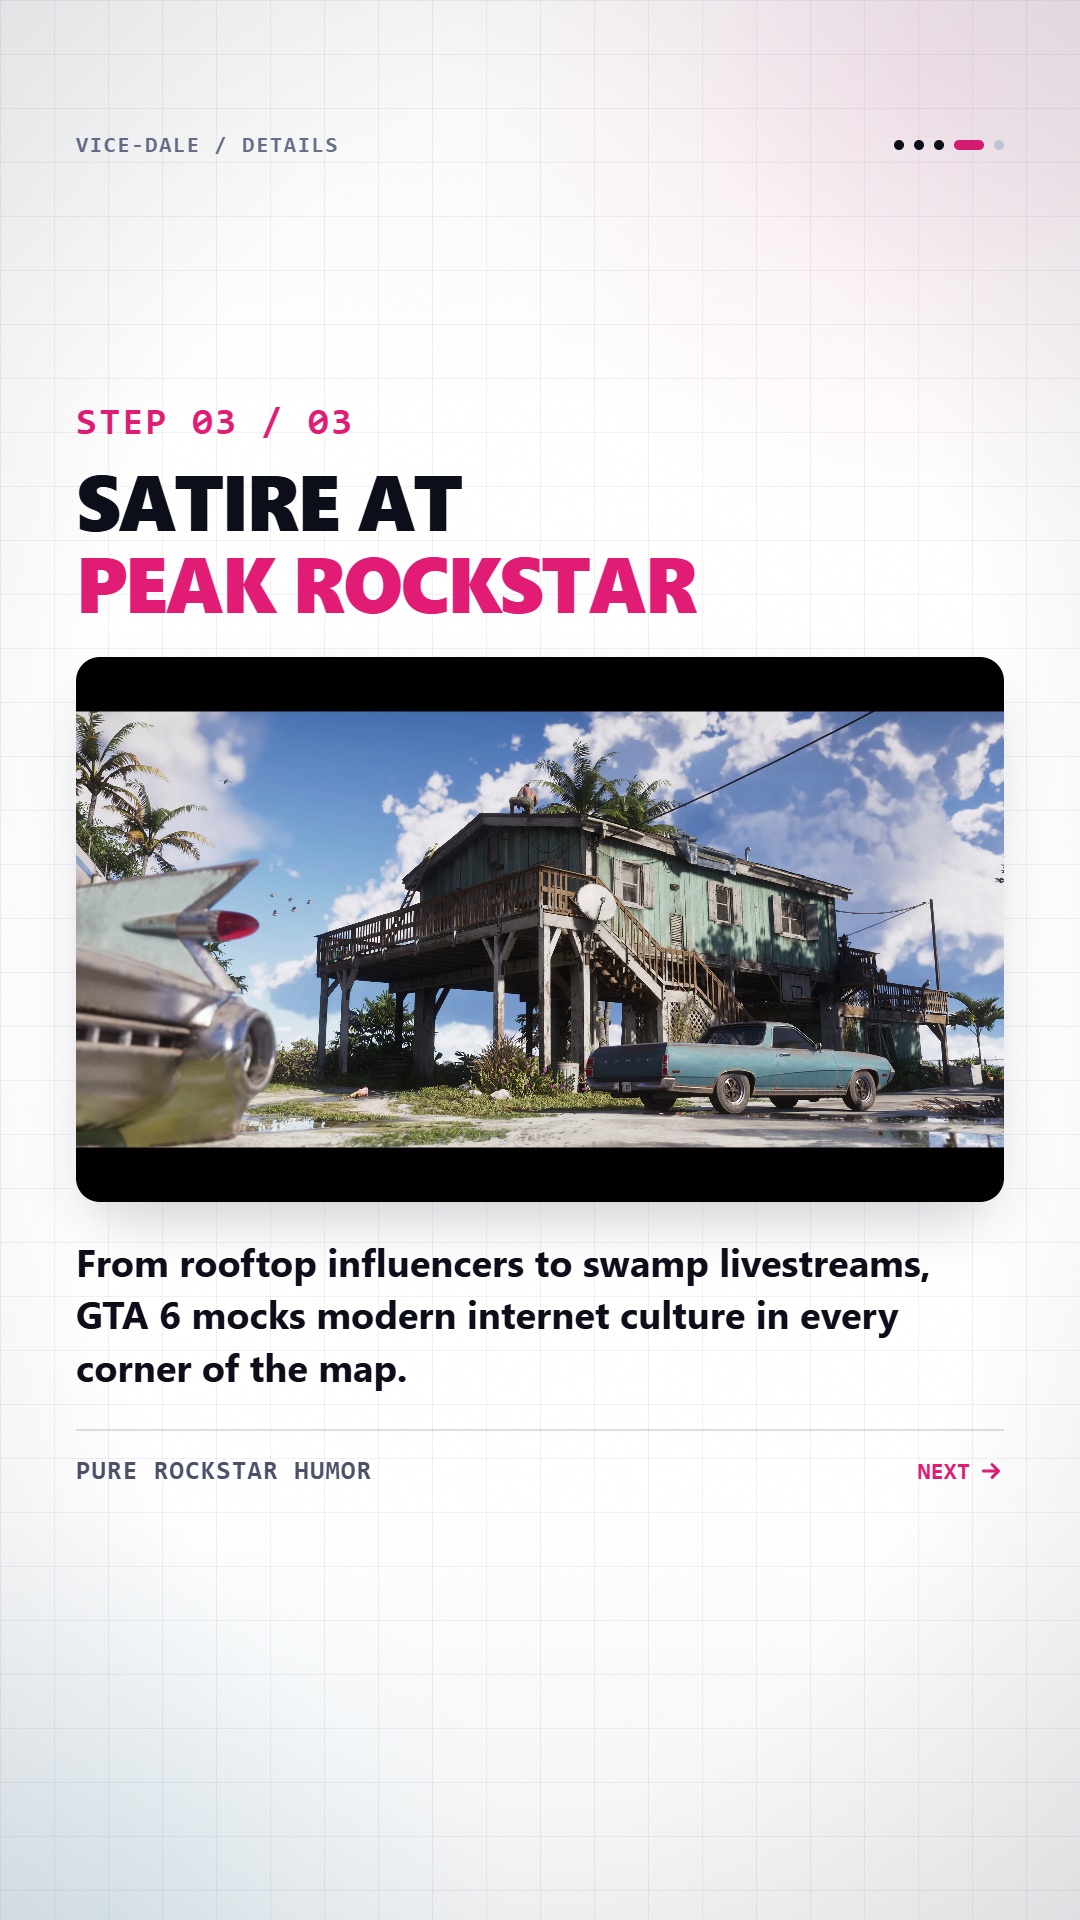 VICE-DALE / DETAILS
STEP 03 / 03
SATIRE AT
PEAK ROCKSTAR
From rooftop influencers to swamp livestreams,
GTA 6 mocks modern internet culture in every
corner of the map.
PURE ROCKSTAR HUMOR
NEXT →